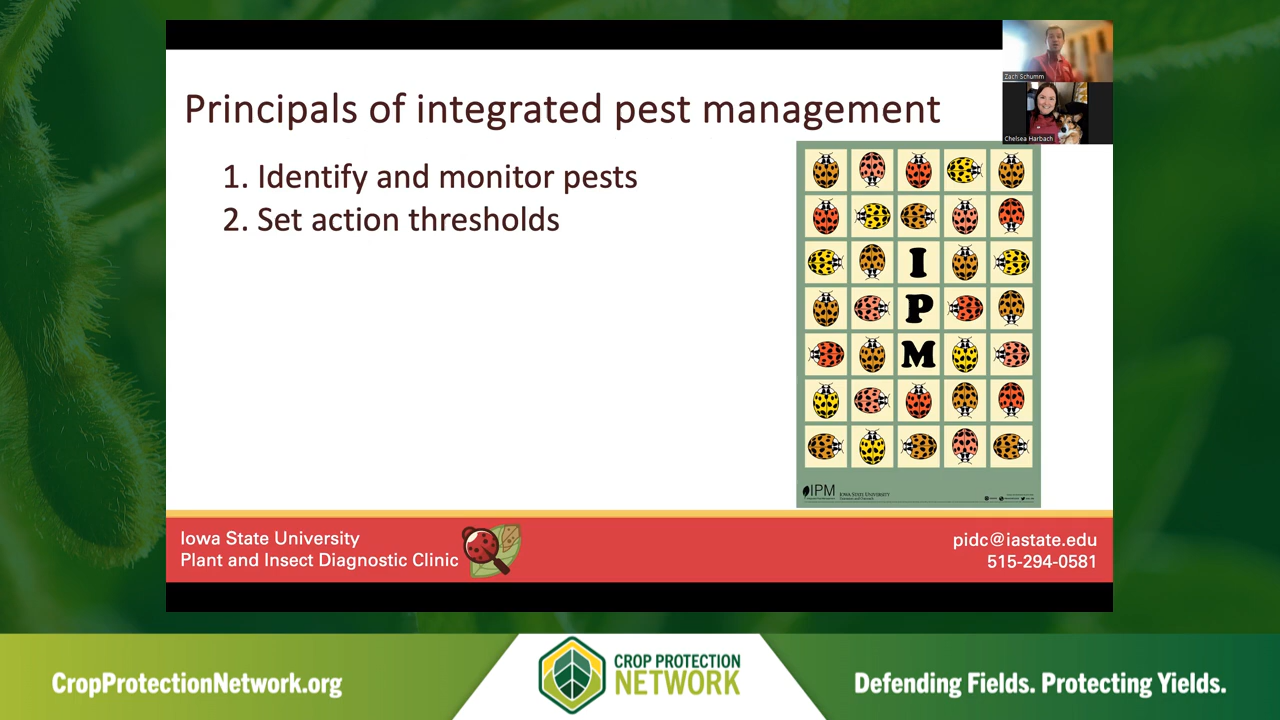 Zach Schumm
Chelsea Harbach
Principals of integrated pest management
1. Identify and monitor pests
2. Set action thresholds
I
P
M
IPM
IOWA STATE UNIVERSITY
Iowa State University
Plant and Insect Diagnostic Clinic
pidc@iastate.edu
515-294-0581
CropProtectionNetwork.org
CROP PROTECTION
NETWORK
Defending Fields. Protecting Yields.